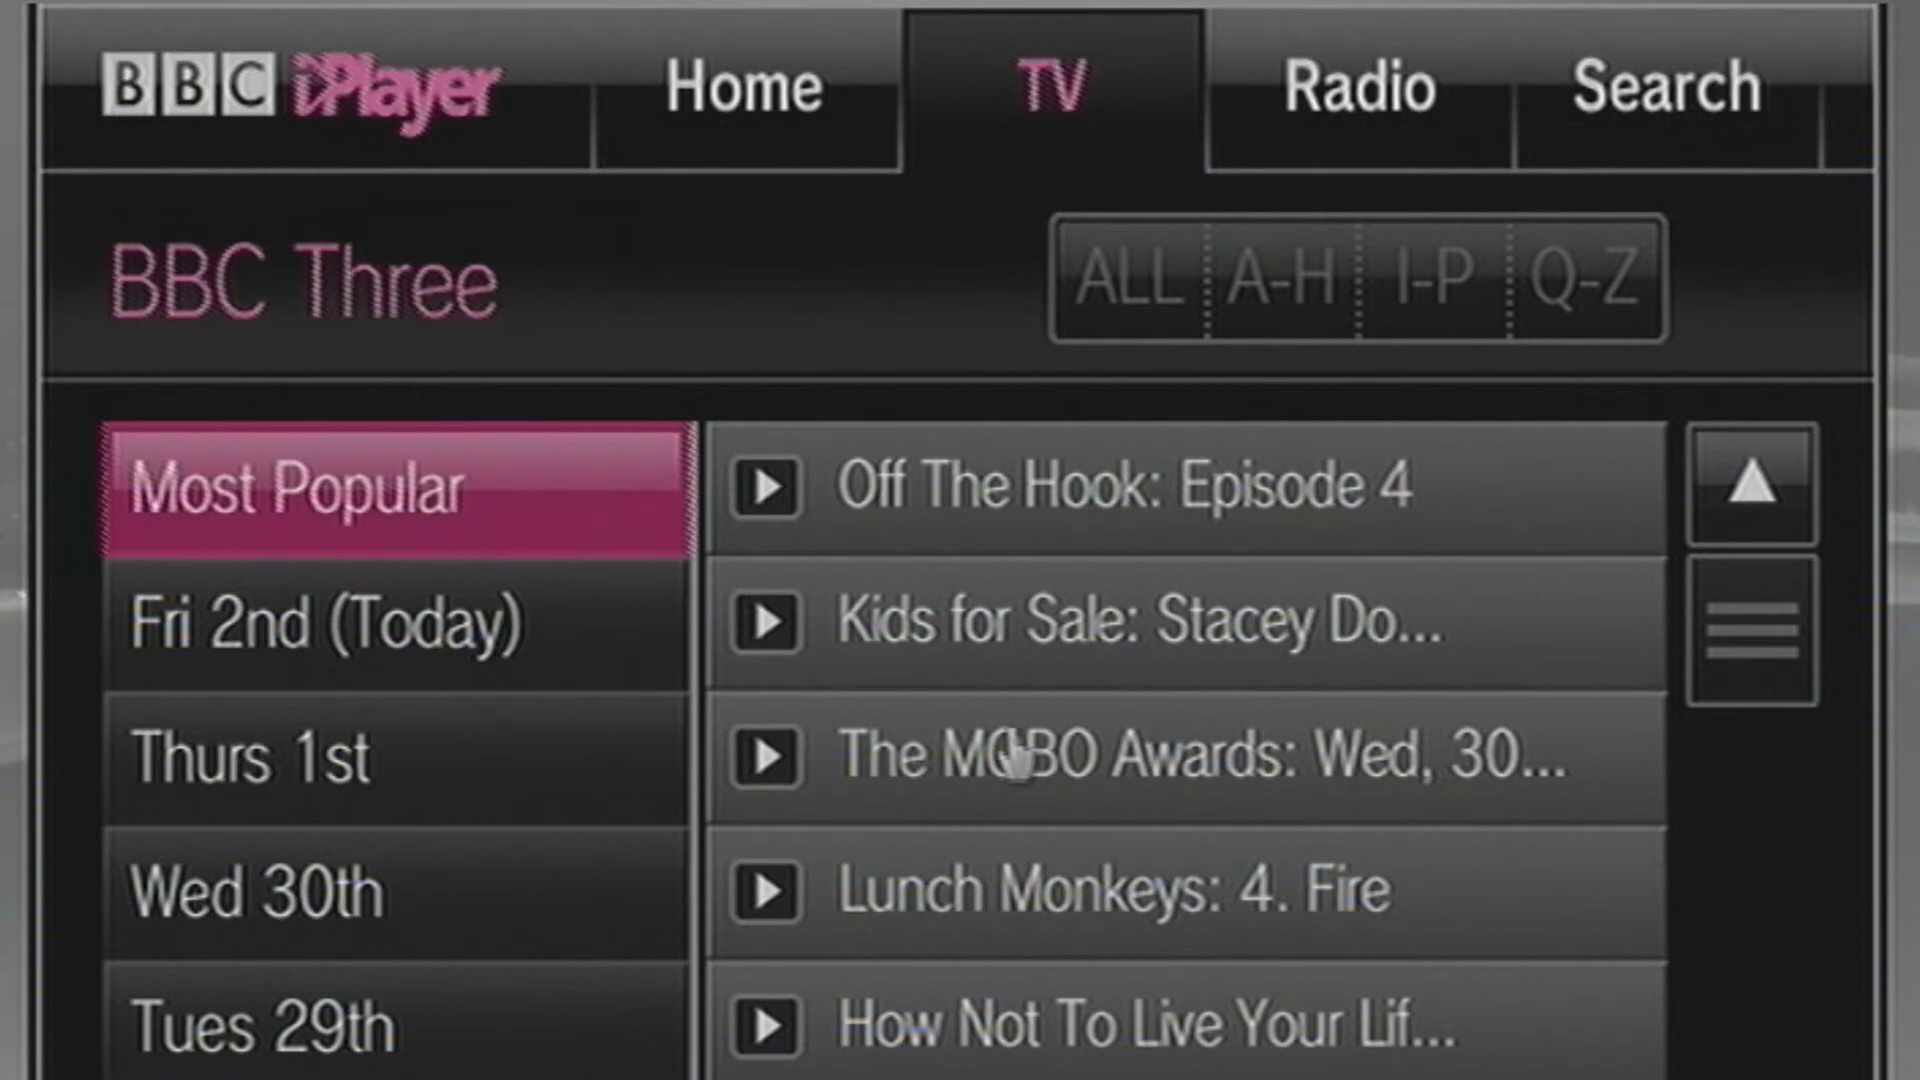 BBC iPlayer Home TV Radio Search
BBC Three
ALL A-H I-P Q-Z
Most Popular
Fri 2nd (Today)
Thurs 1st
Wed 30th
Tues 29th
Off The Hook: Episode 4
Kids for Sale: Stacey Do...
The MOBO Awards: Wed, 30...
Lunch Monkeys: 4. Fire
How Not To Live Your Lif...